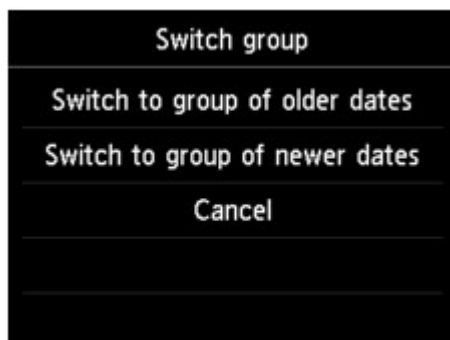 Switch group
Switch to group of older dates
Switch to group of newer dates
Cancel